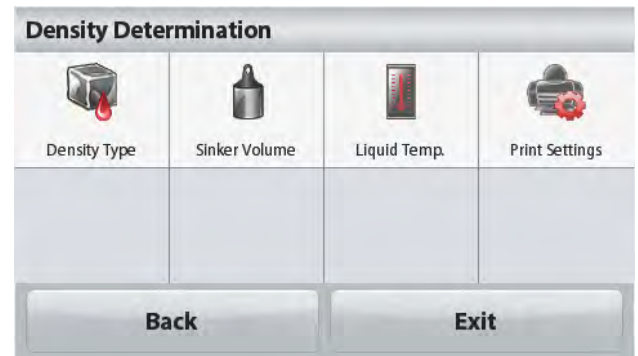 Density Determination
Density Type Sinker Volume Liquid Temp. Print Settings
Back Exit